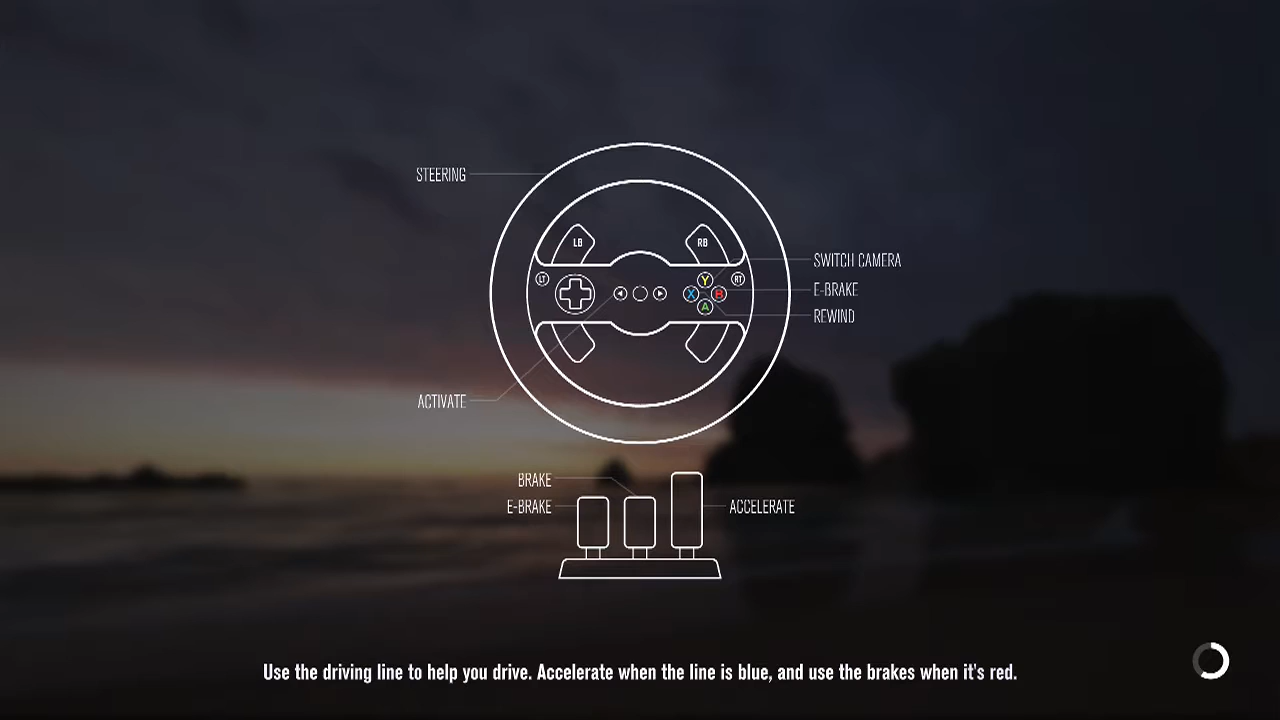 STEERING
LB
RB
SWITCH CAMERA
LT
Y
RT
X
B
E-BRAKE
A
REWIND
ACTIVATE
BRAKE
E-BRAKE
ACCELERATE
Use the driving line to help you drive. Accelerate when the line is blue, and use the brakes when it's red.